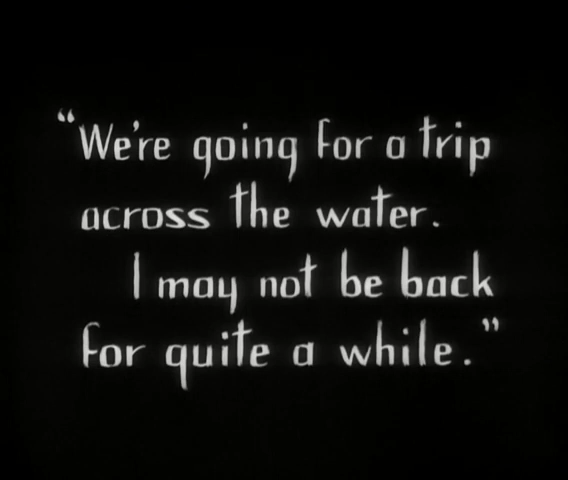 “We're going for a trip
across the water.
I may not be back
for quite a while.”